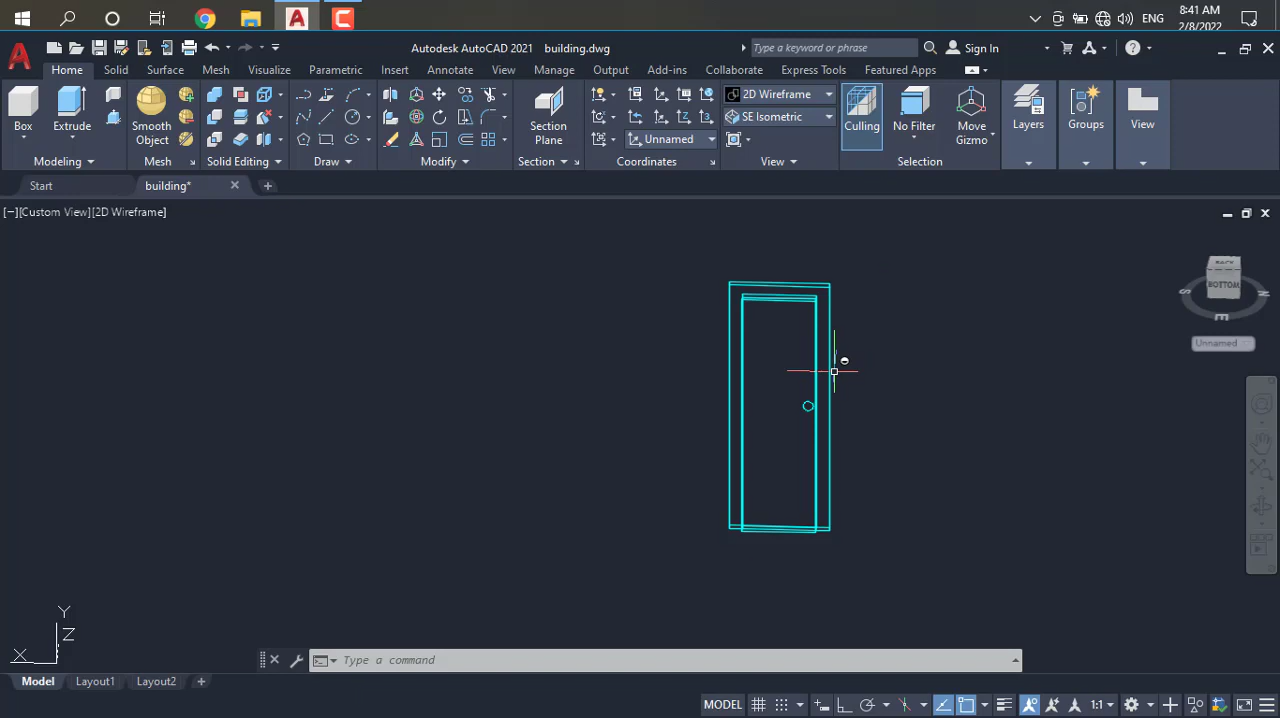 8:41 AM
ENG
2/8/2022
Autodesk AutoCAD 2021 building.dwg
Type a keyword or phrase
Sign In
Home Solid Surface Mesh Visualize Parametric Insert Annotate View Manage Output Add-ins Collaborate Express Tools Featured Apps
2D Wireframe
SE Isometric
Unnamed
Box Extrude Smooth Object Section Plane Culling No Filter Move Gizmo Layers Groups View
Modeling Mesh Solid Editing Draw Modify Section Coordinates View Selection
Start building*
[−][Custom View][2D Wireframe]
BACK
BOTTOM
S N
E
Unnamed
Y
Z
X
Type a command
Model Layout1 Layout2
MODEL 1:1